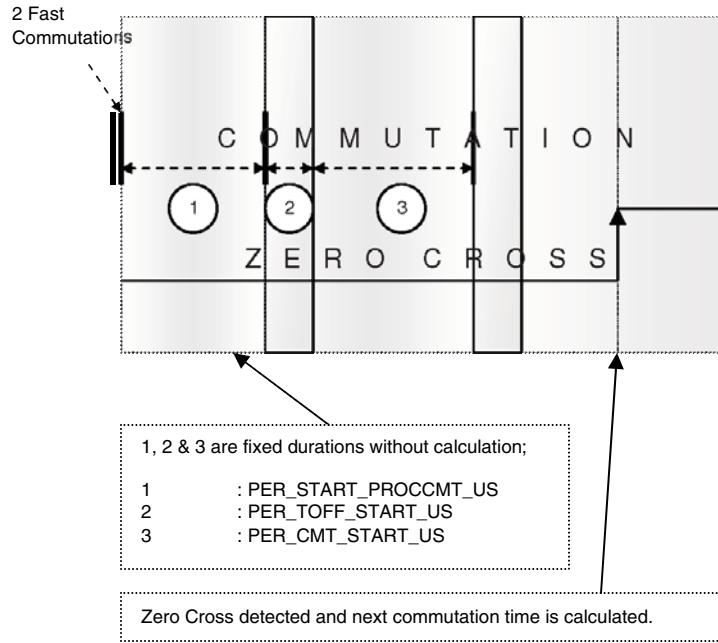 2 Fast
Commutations
C O M M U T A T I O N
1
2
3
Z E R O C R O S S
1, 2 & 3 are fixed durations without calculation;
1 : PER_START_PROCCMT_US
2 : PER_TOFF_START_US
3 : PER_CMT_START_US
Zero Cross detected and next commutation time is calculated.